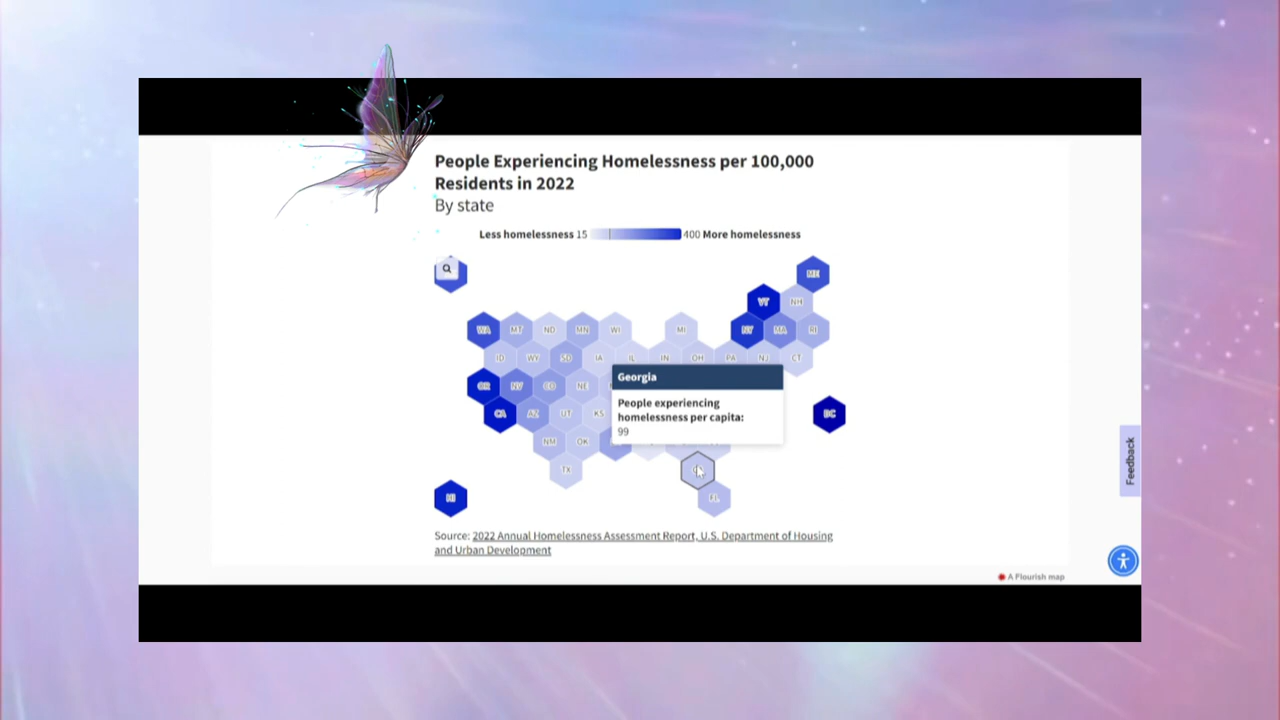 People Experiencing Homelessness per 100,000
Residents in 2022
By state
Less homelessness 15 400 More homelessness
ME
VT NH
WA MT ND MN WI MI NY MA RI
ID WY SD IA IL IN OH PA NJ CT
OR NV CO NE
CA AZ UT KS DC
NM OK
TX
HI FL
Georgia
People experiencing
homelessness per capita:
99
Source: 2022 Annual Homelessness Assessment Report, U.S. Department of Housing
and Urban Development
A Flourish map
Feedback